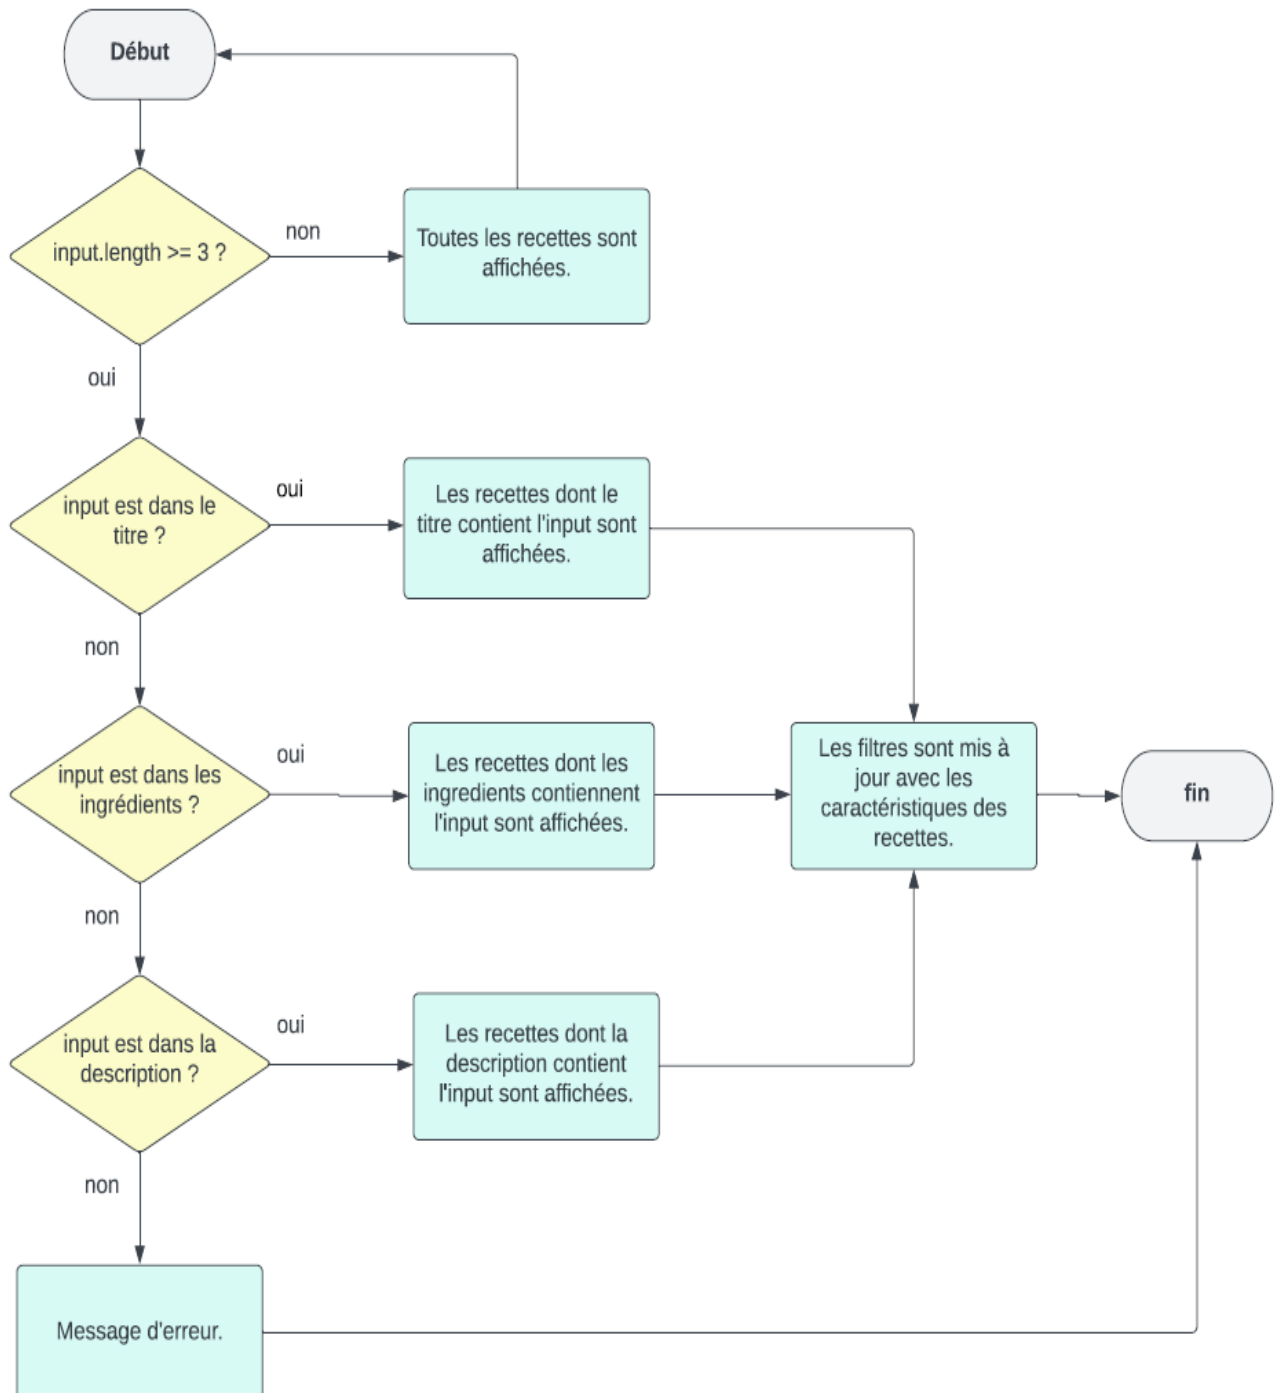 Début
input.length >= 3 ?
non
Toutes les recettes sont
affichées.
oui
input est dans le
titre ?
oui
Les recettes dont le
titre contient l'input sont
affichées.
non
input est dans les
ingrédients ?
oui
Les recettes dont les
ingredients contiennent
l'input sont affichées.
Les filtres sont mis à
jour avec les
caractéristiques des
recettes.
fin
non
input est dans la
description ?
oui
Les recettes dont la
description contient
l'input sont affichées.
non
Message d'erreur.